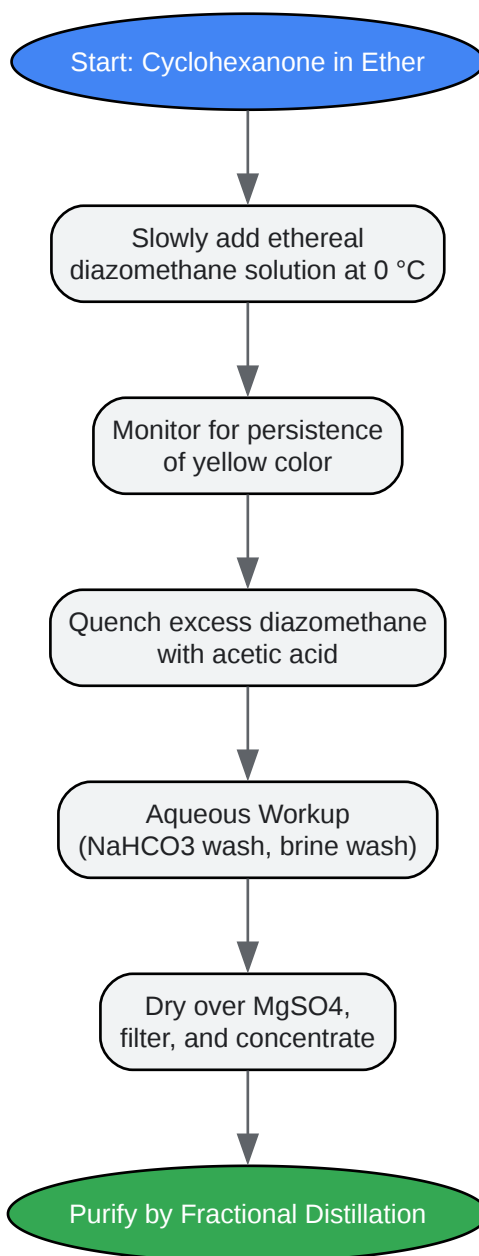 Start: Cyclohexanone in Ether
Slowly add ethereal
diazomethane solution at 0 °C
Monitor for persistence
of yellow color
Quench excess diazomethane
with acetic acid
Aqueous Workup
(NaHCO3 wash, brine wash)
Dry over MgSO4,
filter, and concentrate
Purify by Fractional Distillation